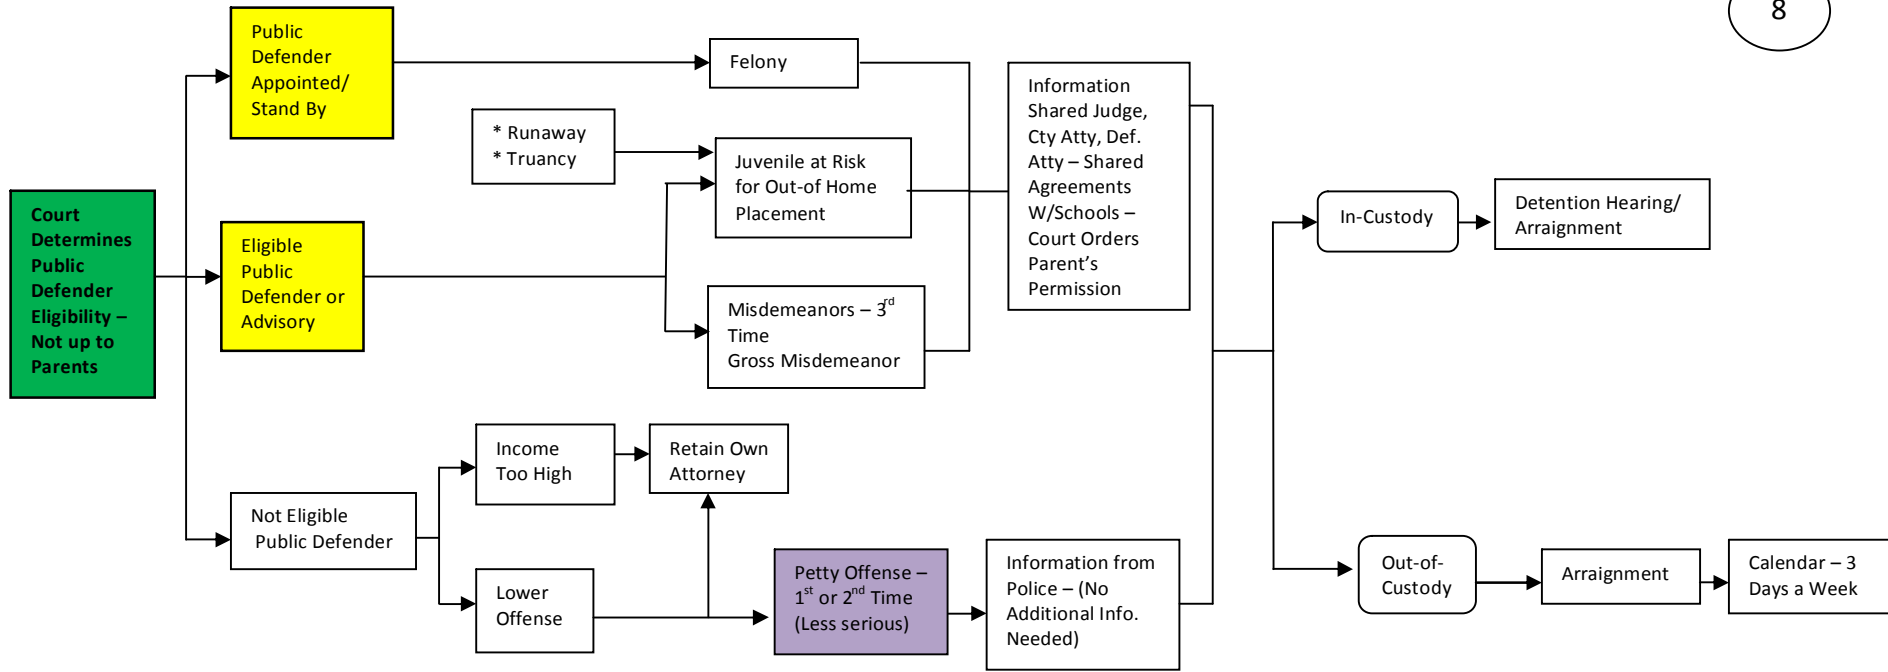 8
Public
Defender
Appointed/
Stand By
Felony
* Runaway
* Truancy
Juvenile at Risk
for Out-of Home
Placement
Information
Shared Judge,
Cty Atty, Def.
Atty – Shared
Agreements
W/Schools –
Court Orders
Parent’s
Permission
Court
Determines
Public
Defender
Eligibility –
Not up to
Parents
Eligible
Public
Defender or
Advisory
Misdemeanors – 3rd
Time
Gross Misdemeanor
In-Custody
Detention Hearing/
Arraignment
Income
Too High
Retain Own
Attorney
Not Eligible
Public Defender
Lower
Offense
Petty Offense –
1st or 2nd Time
(Less serious)
Information from
Police – (No
Additional Info.
Needed)
Out-of-
Custody
Arraignment
Calendar – 3
Days a Week